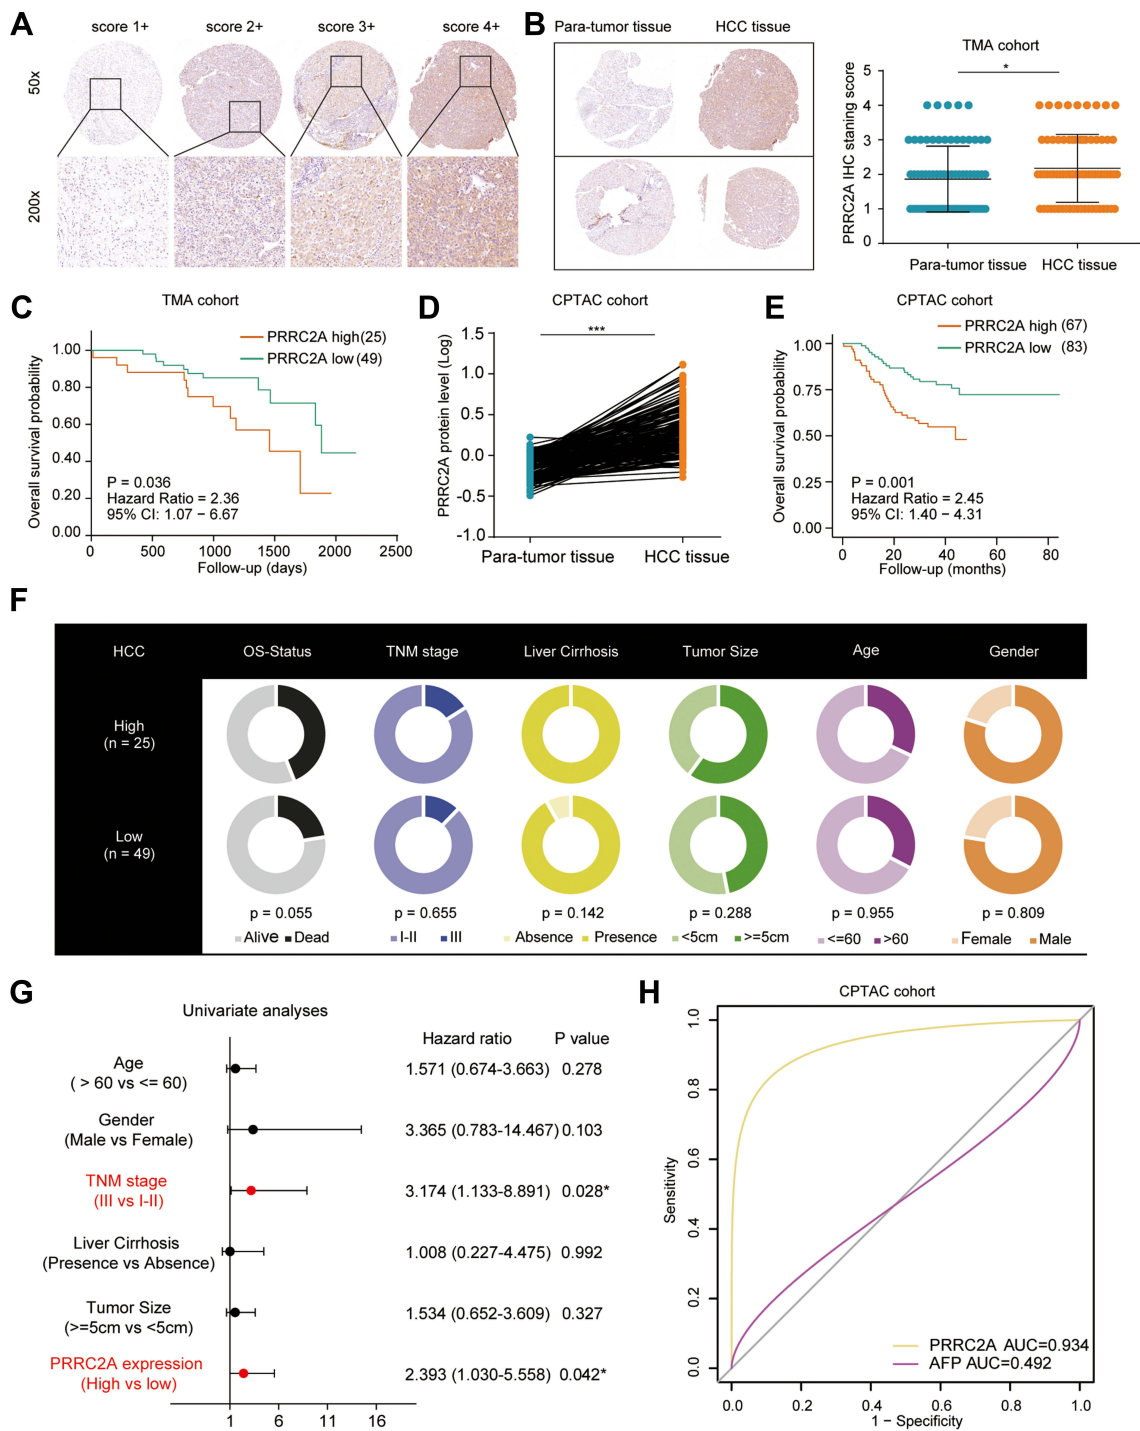 A
score 1+
score 2+
score 3+
score 4+
50x
200x
B
Para-tumor tissue
HCC tissue
TMA cohort
*
PRRC2A IHC staning score
5
4
3
2
1
0
Para-tumor tissue
HCC tissue
C
TMA cohort
PRRC2A high(25)
PRRC2A low(49)
Overall survival probability
1.00
0.80
0.60
0.40
0.20
0.00
P = 0.036
Hazard Ratio = 2.36
95% CI: 1.07 − 6.67
0 500 1000 1500 2000 2500
Follow-up (days)
D
CPTAC cohort
***
PRRC2A protein level (Log)
1.5
1.0
0.5
0.0
-0.5
-1.0
Para-tumor tissue
HCC tissue
E
CPTAC cohort
PRRC2A high (67)
PRRC2A low (83)
Overall survival probability
1.00
0.75
0.50
0.25
0.00
P = 0.001
Hazard Ratio = 2.45
95% CI: 1.40 − 4.31
0 20 40 60 80
Follow-up (months)
F
HCC OS-Status TNM stage Liver Cirrhosis Tumor Size Age Gender
High
(n = 25)
Low
(n = 49)
p = 0.055 p = 0.655 p = 0.142 p = 0.288 p = 0.955 p = 0.809
Alive Dead I-II III Absence Presence <5cm >=5cm <=60 >60 Female Male
G
Univariate analyses
Hazard ratio P value
Age
( > 60 vs <= 60)
1.571 (0.674-3.663) 0.278
Gender
(Male vs Female)
3.365 (0.783-14.467) 0.103
TNM stage
(III vs I-II)
3.174 (1.133-8.891) 0.028*
Liver Cirrhosis
(Presence vs Absence)
1.008 (0.227-4.475) 0.992
Tumor Size
(>=5cm vs <5cm)
1.534 (0.652-3.609) 0.327
PRRC2A expression
(High vs low)
2.393 (1.030-5.558) 0.042*
1 6 11 16
H
CPTAC cohort
Sensitivity
1.0
0.8
0.6
0.4
0.2
0.0
PRRC2A AUC=0.934
AFP AUC=0.492
0.0 0.2 0.4 0.6 0.8 1.0
1 − Specificity